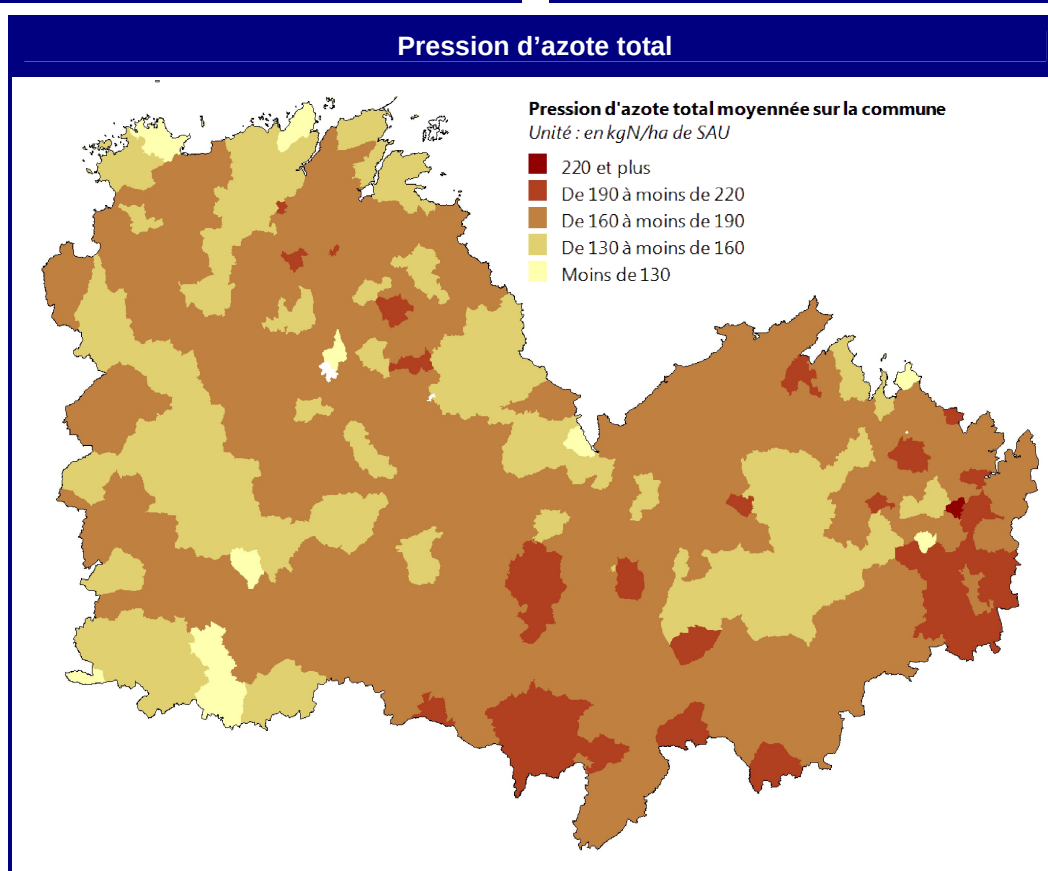 Pression d’azote total
Pression d'azote total moyennée sur la commune
Unité : en kgN/ha de SAU
220 et plus
De 190 à moins de 220
De 160 à moins de 190
De 130 à moins de 160
Moins de 130